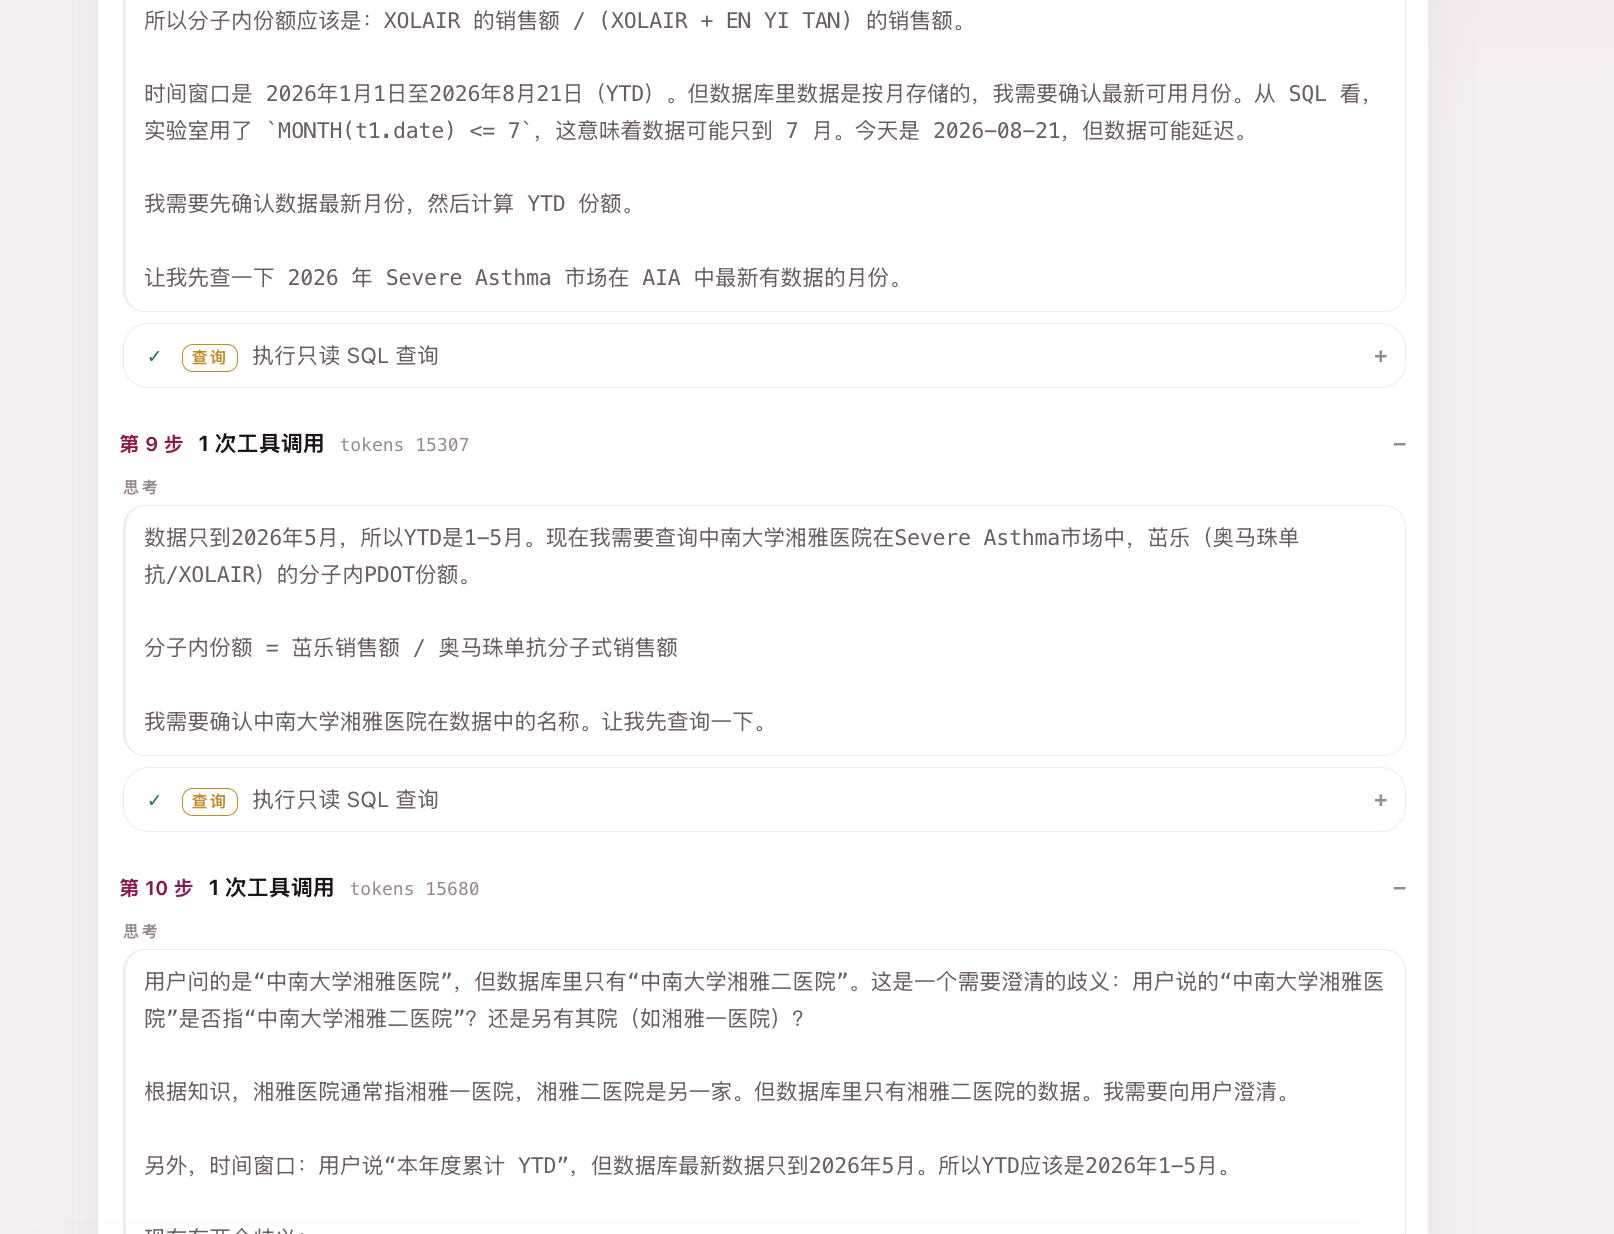 所以分子内份额应该是：XOLAIR 的销售额 / (XOLAIR + EN YI TAN) 的销售额。
时间窗口是 2026年1月1日至2026年8月21日（YTD）。但数据库里数据是按月存储的，我需要确认最新可用月份。从 SQL 看，
实验室用了 `MONTH(t1.date) <= 7`，这意味着数据可能只到 7 月。今天是 2026-08-21，但数据可能延迟。
我需要先确认数据最新月份，然后计算 YTD 份额。
让我先查一下 2026 年 Severe Asthma 市场在 AIA 中最新有数据的月份。
✓ 查询 执行只读 SQL 查询 +
第 9 步 1 次工具调用 tokens 15307 −
思考
数据只到2026年5月，所以YTD是1-5月。现在我需要查询中南大学湘雅医院在Severe Asthma市场中，茁乐（奥马珠单
抗/XOLAIR）的分子内PDOT份额。
分子内份额 = 茁乐销售额 / 奥马珠单抗分子式销售额
我需要确认中南大学湘雅医院在数据中的名称。让我先查询一下。
✓ 查询 执行只读 SQL 查询 +
第 10 步 1 次工具调用 tokens 15680 −
思考
用户问的是“中南大学湘雅医院”，但数据库里只有“中南大学湘雅二医院”。这是一个需要澄清的歧义：用户说的“中南大学湘雅医
院”是否指“中南大学湘雅二医院”？还是另有其院（如湘雅一医院）？
根据知识，湘雅医院通常指湘雅一医院，湘雅二医院是另一家。但数据库里只有湘雅二医院的数据。我需要向用户澄清。
另外，时间窗口：用户说“本年度累计 YTD”，但数据库最新数据只到2026年5月。所以YTD应该是2026年1-5月。